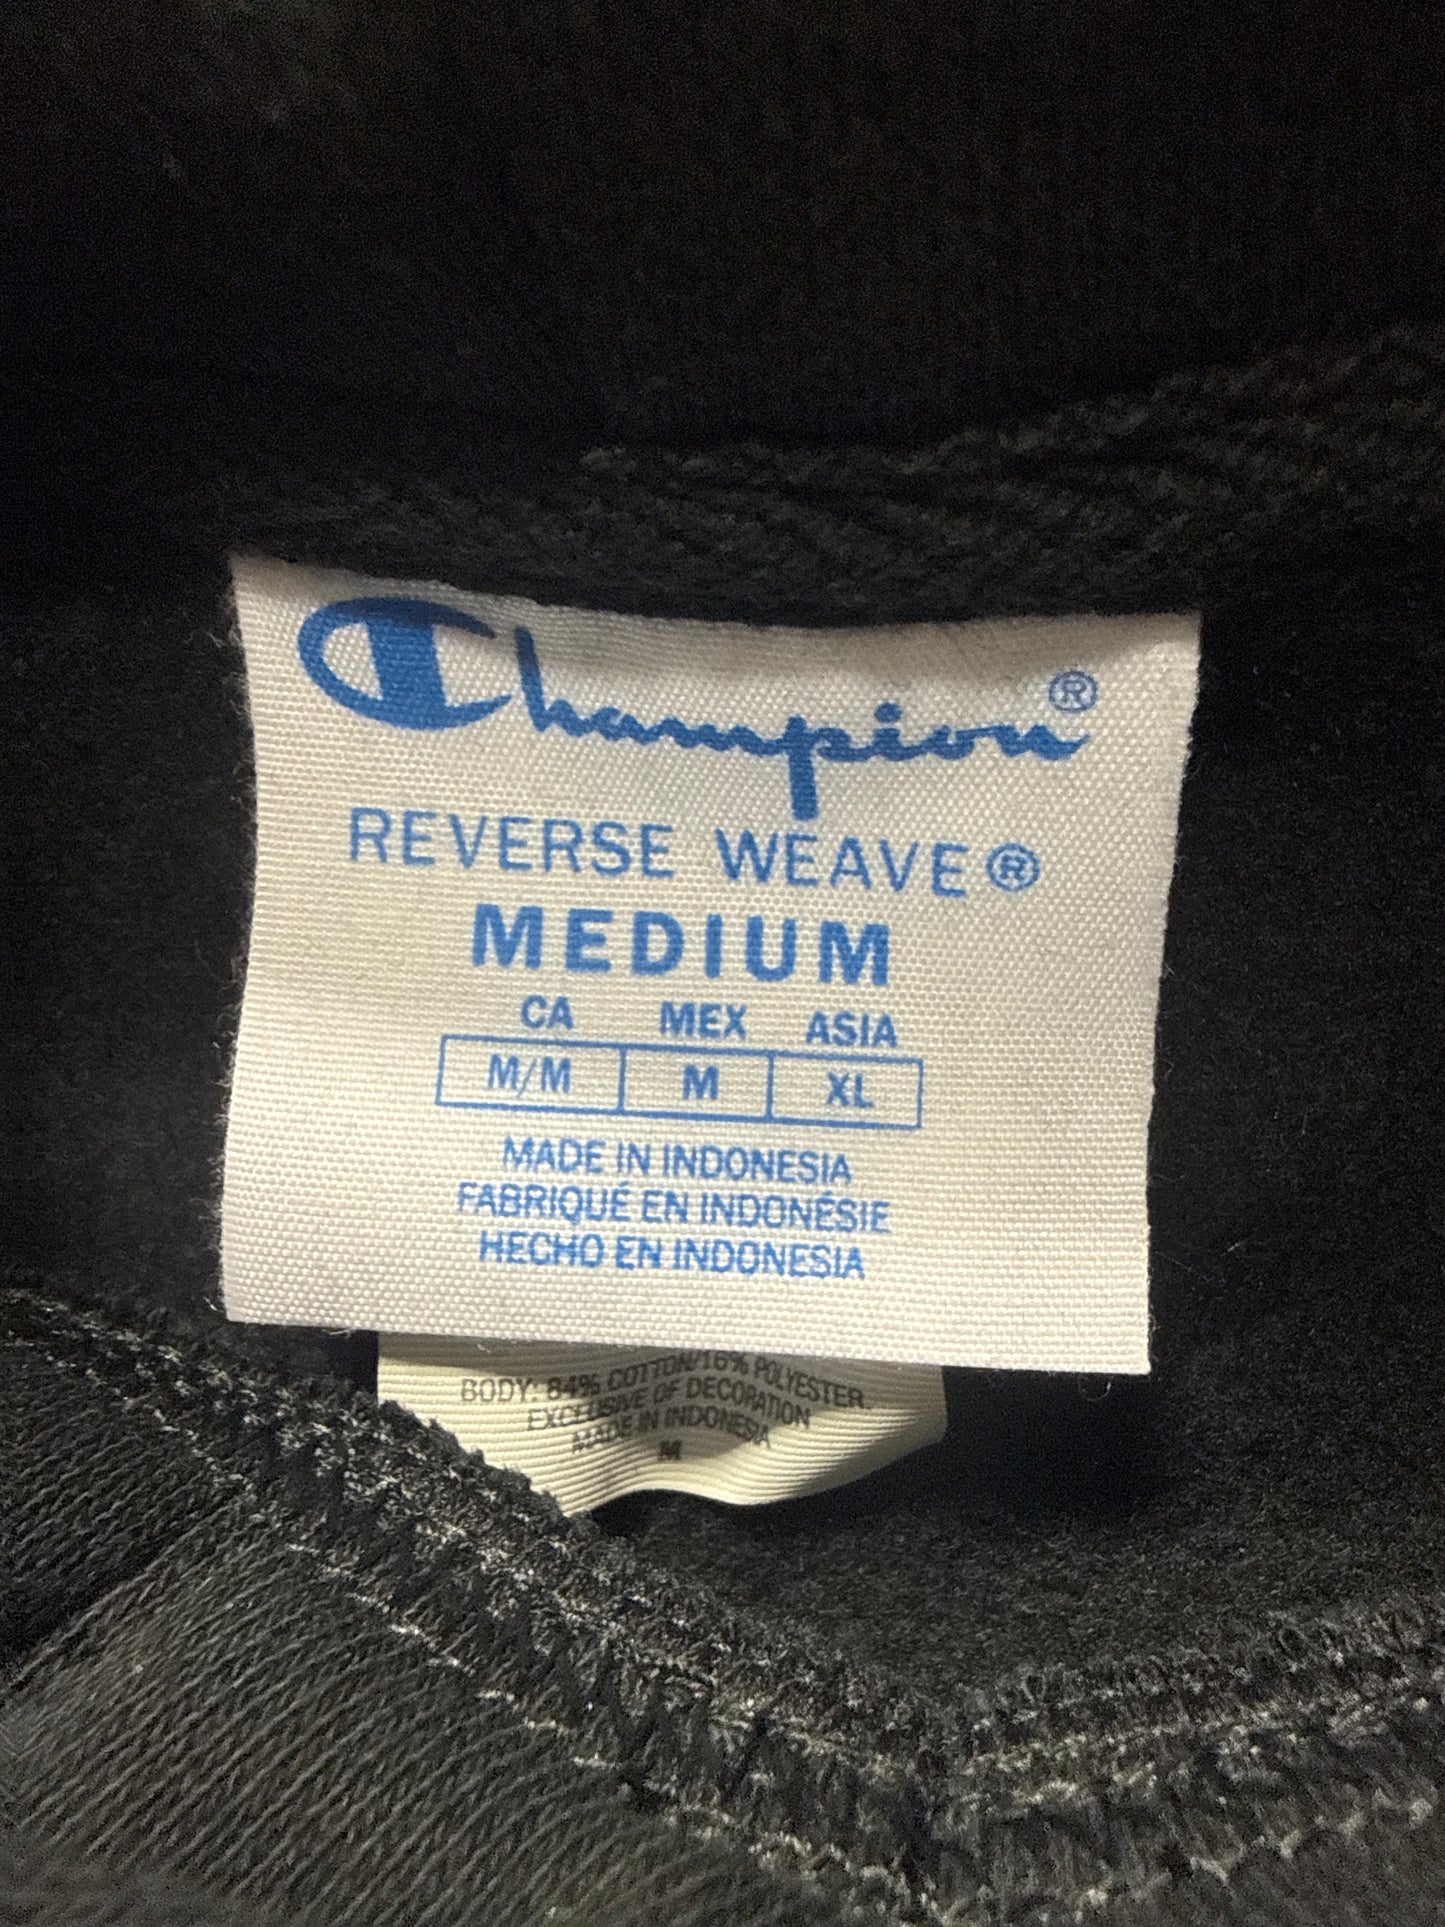 Champion®
REVERSE WEAVE®
MEDIUM
CA MEX ASIA
M/M M XL
MADE IN INDONESIA
FABRIQUÉ EN INDONÉSIE
HECHO EN INDONESIA
BODY: 84% COTTON/16% POLYESTER.
EXCLUSIVE OF DECORATION
MADE IN INDONESIA
M